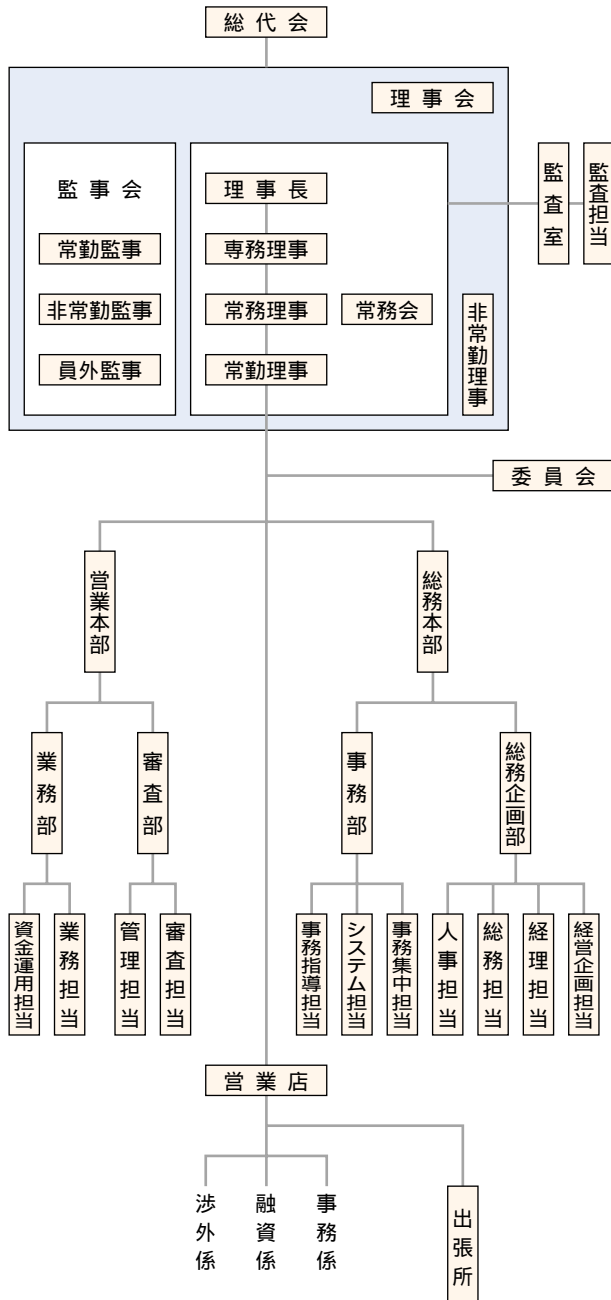 総代会
理事会
監事会
常勤監事
非常勤監事
員外監事
理事長
専務理事
常務理事
常務会
常勤理事
非常勤理事
監査室
監査担当
委員会
営業本部
総務本部
業務部
審査部
事務部
総務企画部
資金運用担当
業務担当
管理担当
審査担当
事務指導担当
システム担当
事務集中担当
人事担当
総務担当
経理担当
経営企画担当
営業店
渉外係
融資係
事務係
出張所